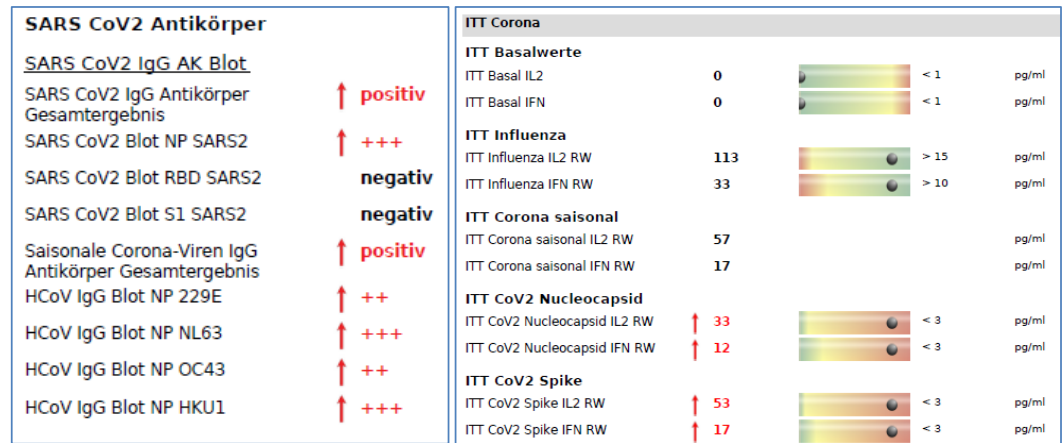 SARS CoV2 Antikörper
SARS CoV2 IgG AK Blot
SARS CoV2 IgG Antikörper
Gesamtergebnis ↑ positiv
SARS CoV2 Blot NP SARS2 ↑ +++
SARS CoV2 Blot RBD SARS2 negativ
SARS CoV2 Blot S1 SARS2 negativ
Saisonale Corona-Viren IgG
Antikörper Gesamtergebnis ↑ positiv
HCoV IgG Blot NP 229E ↑ ++
HCoV IgG Blot NP NL63 ↑ +++
HCoV IgG Blot NP OC43 ↑ ++
HCoV IgG Blot NP HKU1 ↑ +++
ITT Corona
ITT Basalwerte
ITT Basal IL2 0 < 1 pg/ml
ITT Basal IFN 0 < 1 pg/ml
ITT Influenza
ITT Influenza IL2 RW 113 > 15 pg/ml
ITT Influenza IFN RW 33 > 10 pg/ml
ITT Corona saisonal
ITT Corona saisonal IL2 RW 57 pg/ml
ITT Corona saisonal IFN RW 17 pg/ml
ITT CoV2 Nucleocapsid
ITT CoV2 Nucleocapsid IL2 RW ↑ 33 < 3 pg/ml
ITT CoV2 Nucleocapsid IFN RW ↑ 12 < 3 pg/ml
ITT CoV2 Spike
ITT CoV2 Spike IL2 RW ↑ 53 < 3 pg/ml
ITT CoV2 Spike IFN RW ↑ 17 < 3 pg/ml